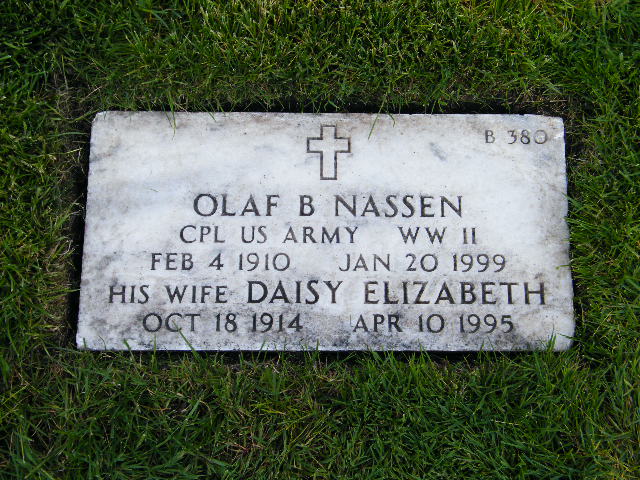 B 380
OLAF B NASSEN
CPL US ARMY WW II
FEB 4 1910 JAN 20 1999
HIS WIFE DAISY ELIZABETH
OCT 18 1914 APR 10 1995